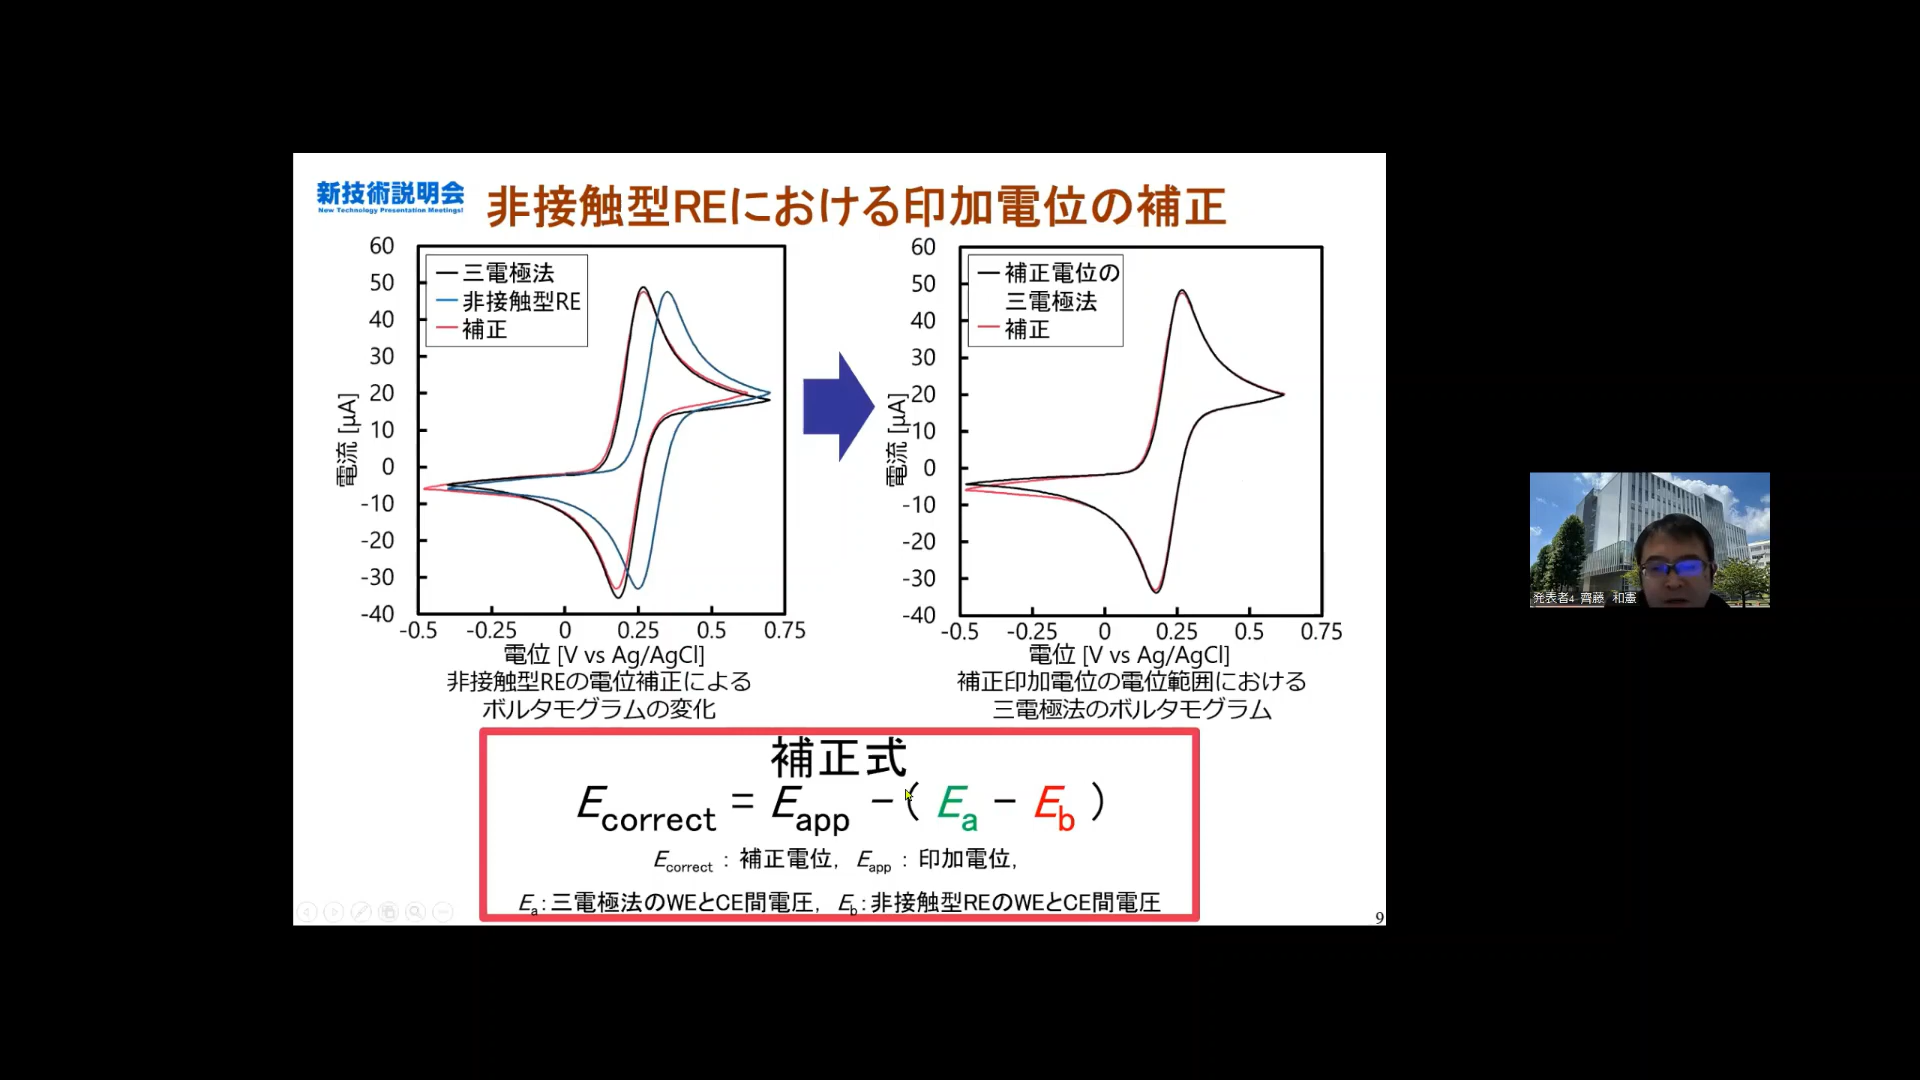 新技術説明会
New Technology Presentation Meetings!
非接触型REにおける印加電位の補正
60
50
40
30
20
10
0
-10
-20
-30
-40
電流 [μA]
三電極法
非接触型RE
補正
-0.5 -0.25 0 0.25 0.5 0.75
電位 [V vs Ag/AgCl]
非接触型REの電位補正による
ボルタモグラムの変化
60
50
40
30
20
10
0
-10
-20
-30
-40
電流 [μA]
補正電位の
三電極法
補正
-0.5 -0.25 0 0.25 0.5 0.75
電位 [V vs Ag/AgCl]
補正印加電位の電位範囲における
三電極法のボルタモグラム
補正式
Ecorrect = Eapp −( Ea − Eb )
Ecorrect：補正電位, Eapp：印加電位,
Ea:三電極法のWEとCE間電圧, Eb:非接触型REのWEとCE間電圧
9
発表者4 齊藤 和憲